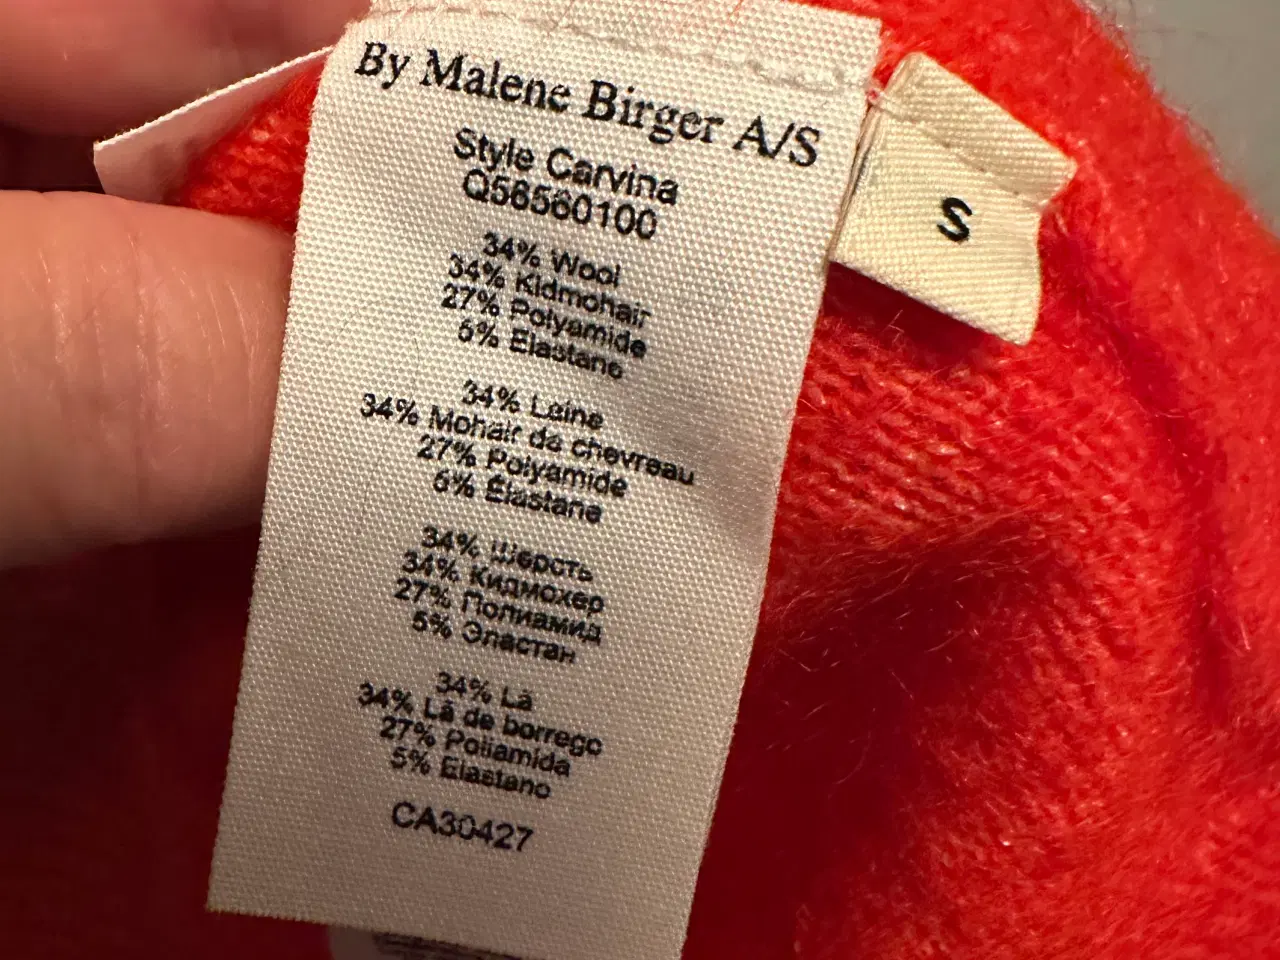 By Malene Birger A/S
Style Carvina
Q56560100
34% Wool
34% Kidmohair
27% Polyamide
5% Elastane
34% Laine
34% Mohair de chevreau
27% Polyamide
5% Élastane
34% Шерсть
34% Кидмохер
27% Полиамид
5% Эластан
34% Lã
34% Lã de borrego
27% Poliamida
5% Elastano
CA30427
S